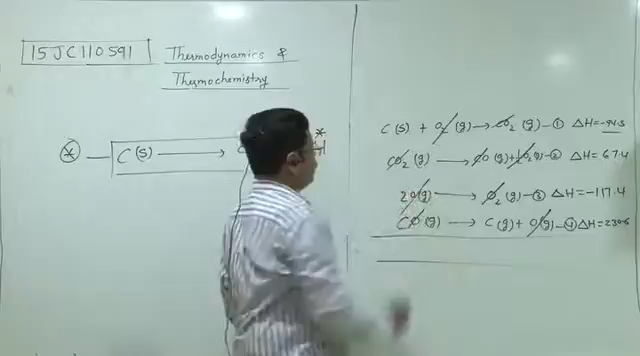 15JC110591
Thermodynamics &
Thermochemistry
* C(s) ⟶
*
C(s) + O₂(g) ⟶ CO₂(g) – ① ΔH = –94.3
CO₂(g) ⟶ CO(g) + ½O₂(g) – ② ΔH = 67.4
2O(g) ⟶ O₂(g) – ③ ΔH = –117.4
CO(g) ⟶ C(g) + O(g) – ④ ΔH = 230.6